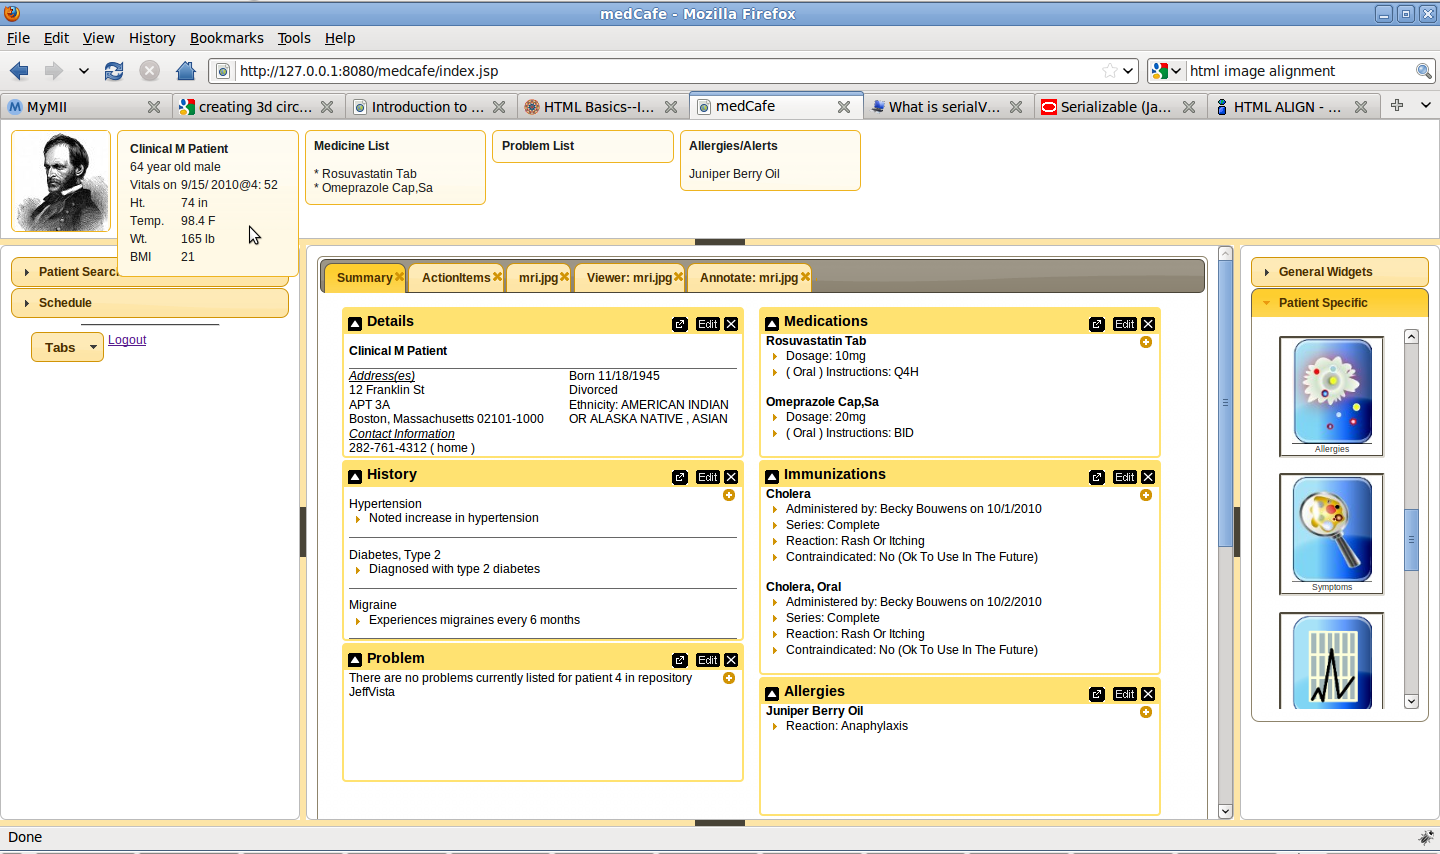 medCafe - Mozilla Firefox
File Edit View History Bookmarks Tools Help
http://127.0.0.1:8080/medcafe/index.jsp
html image alignment
MyMII
creating 3d circ...
Introduction to ...
HTML Basics--I...
medCafe
What is serialV...
Serializable (Ja...
HTML ALIGN - ...
Clinical M Patient
64 year old male
Vitals on 9/15/ 2010@4: 52
Ht. 74 in
Temp. 98.4 F
Wt. 165 lb
BMI 21
Medicine List
* Rosuvastatin Tab
* Omeprazole Cap,Sa
Problem List
Allergies/Alerts
Juniper Berry Oil
Schedule
Tabs
Logout
Summary
ActionItems
mri.jpg
Viewer: mri.jpg
Annotate: mri.jpg
Details
Edit
Clinical M Patient
Address(es)
12 Franklin St
APT 3A
Boston, Massachusetts 02101-1000
Contact Information
282-761-4312 ( home )
Born 11/18/1945
Divorced
Ethnicity: AMERICAN INDIAN
OR ALASKA NATIVE , ASIAN
History
Edit
Hypertension
Noted increase in hypertension
Diabetes, Type 2
Diagnosed with type 2 diabetes
Migraine
Experiences migraines every 6 months
Problem
Edit
There are no problems currently listed for patient 4 in repository
JeffVista
Medications
Edit
Rosuvastatin Tab
Dosage: 10mg
( Oral ) Instructions: Q4H
Omeprazole Cap,Sa
Dosage: 20mg
( Oral ) Instructions: BID
Immunizations
Edit
Cholera
Administered by: Becky Bouwens on 10/1/2010
Series: Complete
Reaction: Rash Or Itching
Contraindicated: No (Ok To Use In The Future)
Cholera, Oral
Administered by: Becky Bouwens on 10/2/2010
Series: Complete
Reaction: Rash Or Itching
Contraindicated: No (Ok To Use In The Future)
Allergies
Edit
Juniper Berry Oil
Reaction: Anaphylaxis
General Widgets
Patient Specific
Allergies
Symptoms
Done